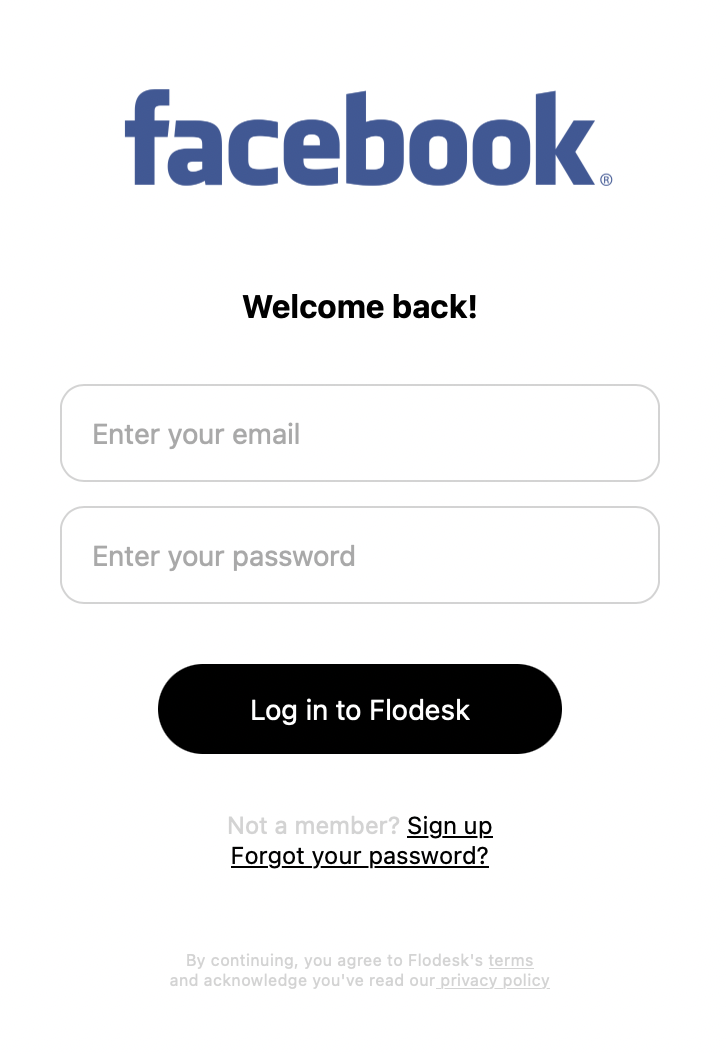 facebook®
Welcome back!
Enter your email
Enter your password
Log in to Flodesk
Not a member? Sign up
Forgot your password?
By continuing, you agree to Flodesk's terms
and acknowledge you've read our privacy policy